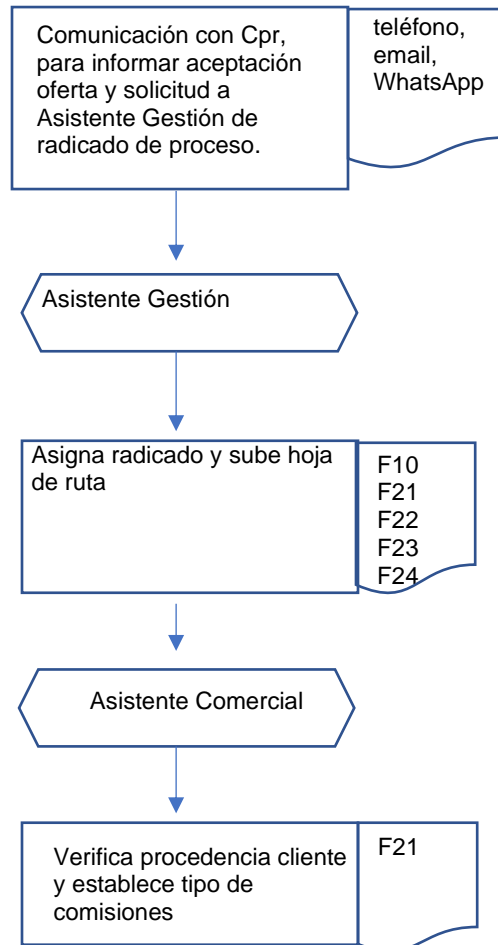 Comunicación con Cpr,
para informar aceptación
oferta y solicitud a
Asistente Gestión de
radicado de proceso.
teléfono,
email,
WhatsApp
Asistente Gestión
Asigna radicado y sube hoja
de ruta
F10
F21
F22
F23
F24
Asistente Comercial
Verifica procedencia cliente
y establece tipo de
comisiones
F21